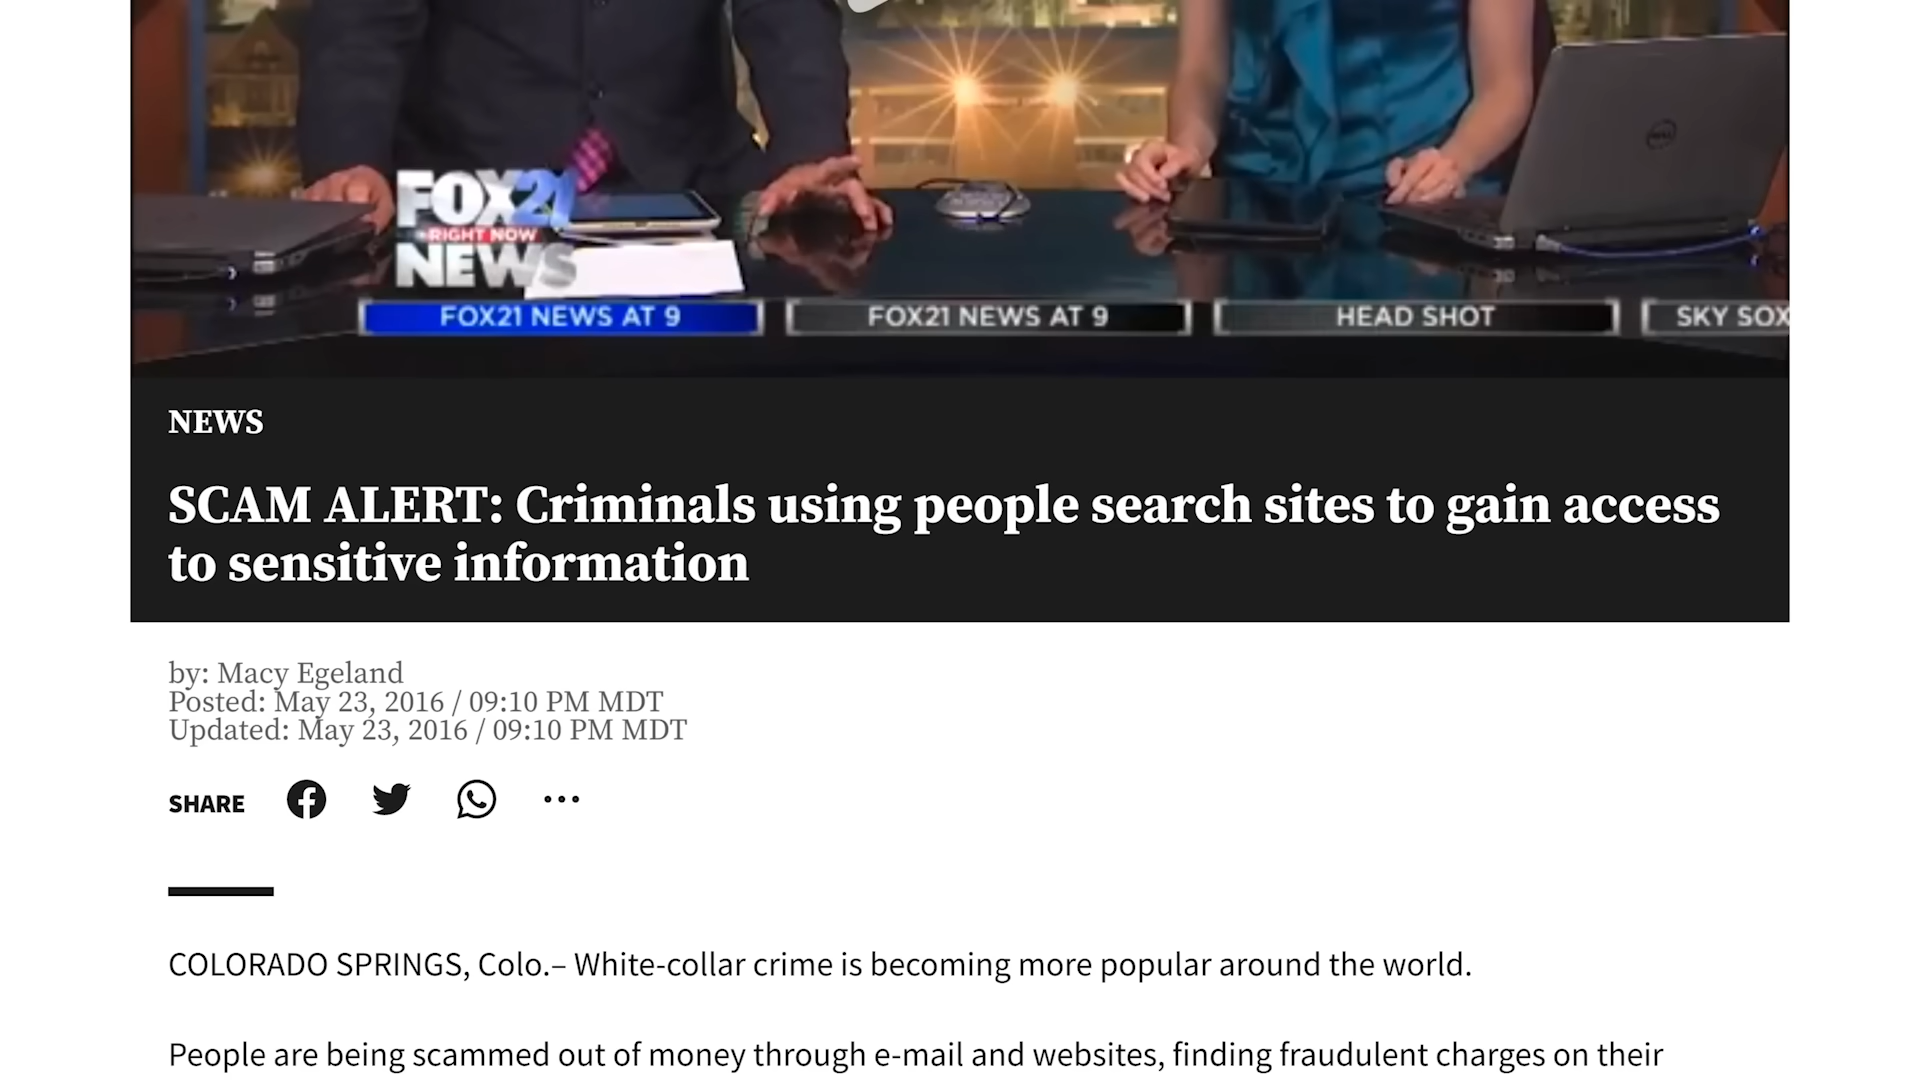 FOX21
RIGHT NOW
NEWS
FOX21 NEWS AT 9
FOX21 NEWS AT 9
HEAD SHOT
SKY SOX
DELL
NEWS
SCAM ALERT: Criminals using people search sites to gain access
to sensitive information
by: Macy Egeland
Posted: May 23, 2016 / 09:10 PM MDT
Updated: May 23, 2016 / 09:10 PM MDT
SHARE
COLORADO SPRINGS, Colo.– White-collar crime is becoming more popular around the world.
People are being scammed out of money through e-mail and websites, finding fraudulent charges on their